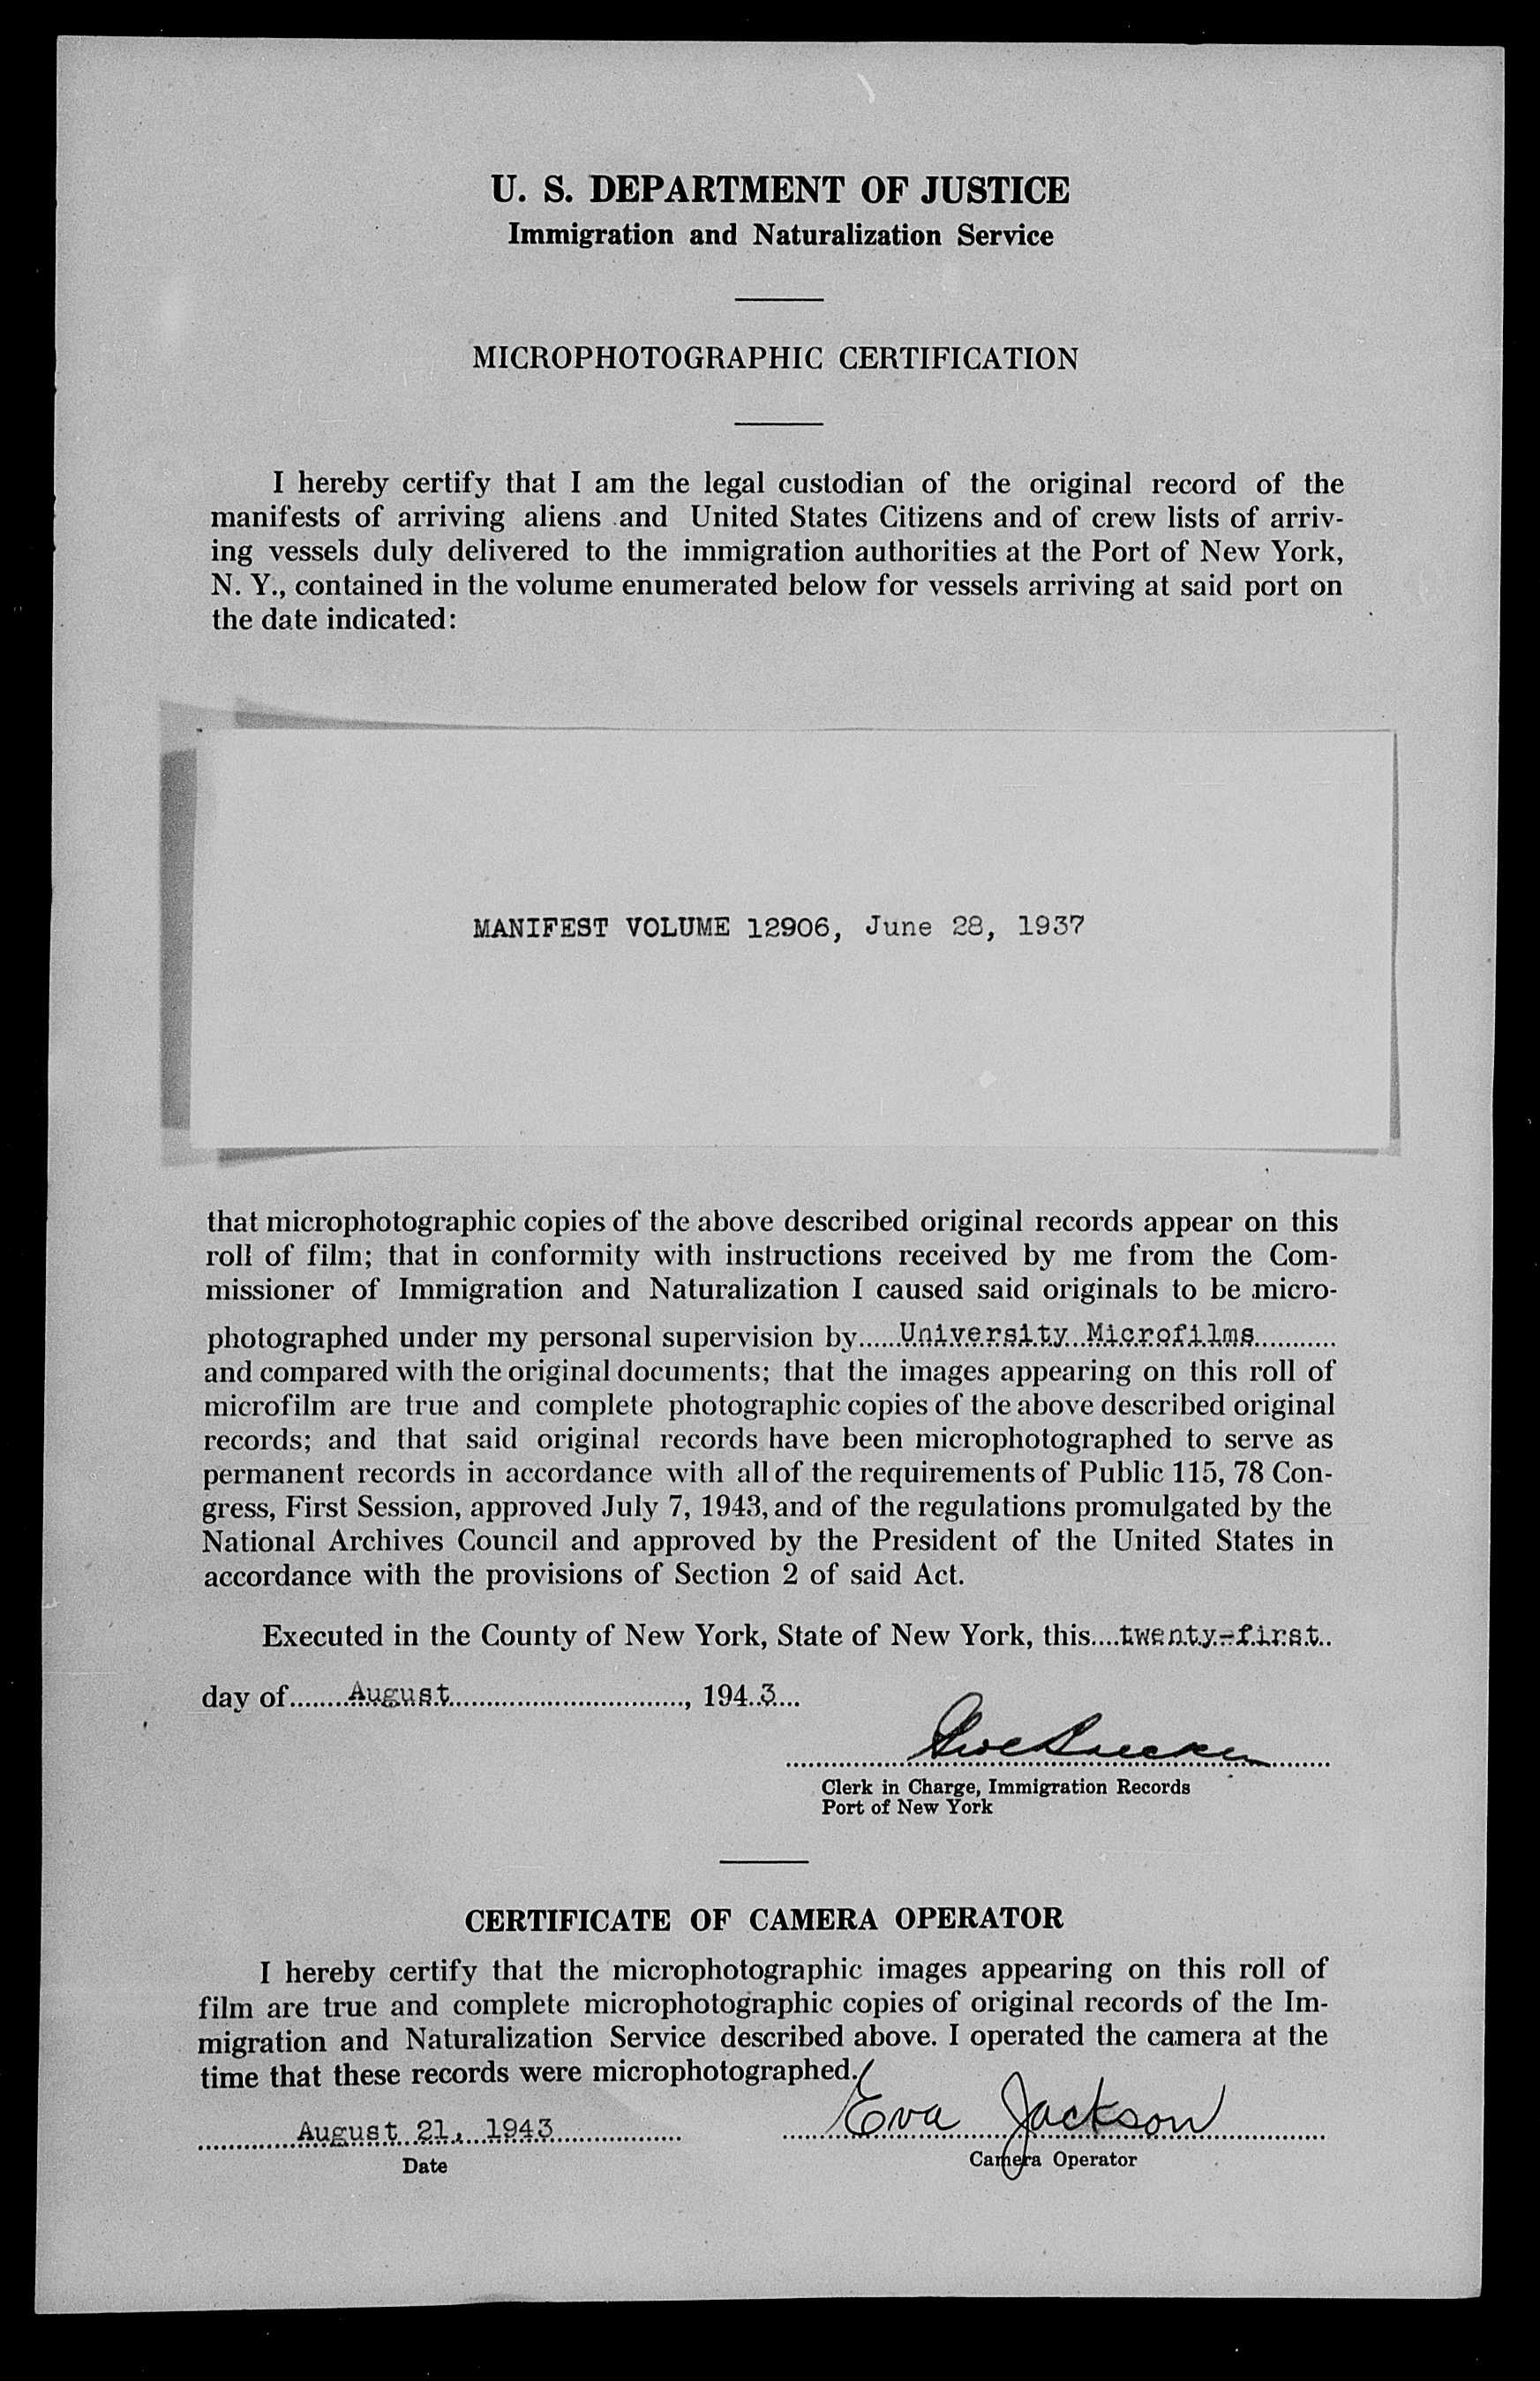 U. S. DEPARTMENT OF JUSTICE
Immigration and Naturalization Service
MICROPHOTOGRAPHIC CERTIFICATION
I hereby certify that I am the legal custodian of the original record of the
manifests of arriving aliens and United States Citizens and of crew lists of arriv-
ing vessels duly delivered to the immigration authorities at the Port of New York,
N. Y., contained in the volume enumerated below for vessels arriving at said port on
the date indicated:
MANIFEST VOLUME 12906, June 28, 1937
that microphotographic copies of the above described original records appear on this
roll of film; that in conformity with instructions received by me from the Com-
missioner of Immigration and Naturalization I caused said originals to be micro-
photographed under my personal supervision by University Microfilms
and compared with the original documents; that the images appearing on this roll of
microfilm are true and complete photographic copies of the above described original
records; and that said original records have been microphotographed to serve as
permanent records in accordance with all of the requirements of Public 115, 78 Con-
gress, First Session, approved July 7, 1943, and of the regulations promulgated by the
National Archives Council and approved by the President of the United States in
accordance with the provisions of Section 2 of said Act.
Executed in the County of New York, State of New York, this twenty-first
day of August, 1943
Clerk in Charge, Immigration Records
Port of New York
CERTIFICATE OF CAMERA OPERATOR
I hereby certify that the microphotographic images appearing on this roll of
film are true and complete microphotographic copies of original records of the Im-
migration and Naturalization Service described above. I operated the camera at the
time that these records were microphotographed.
August 21, 1943 Eva Jackson
Date Camera Operator